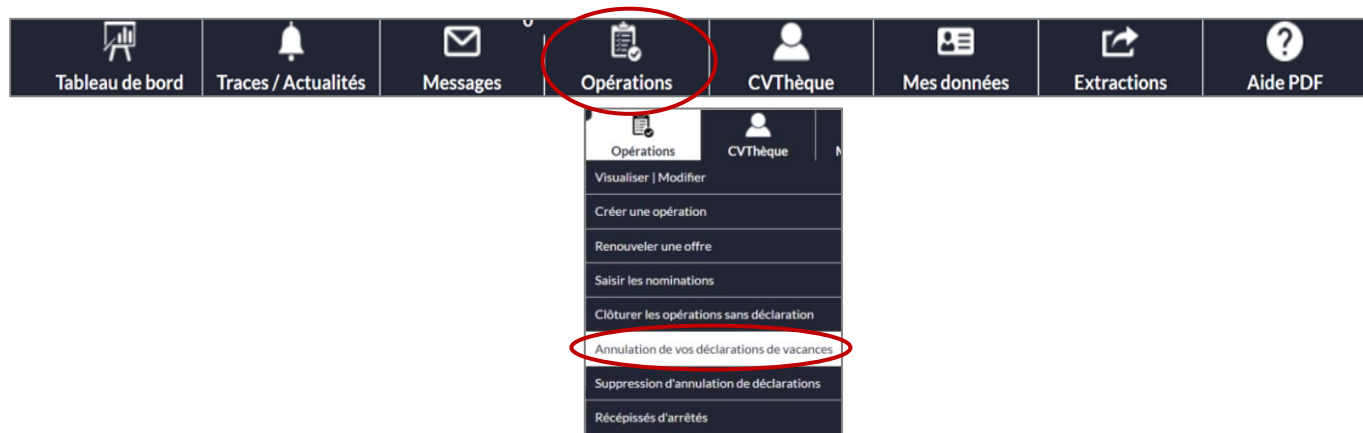 Tableau de bord Traces / Actualités Messages Opérations CVThèque Mes données Extractions Aide PDF
Opérations CVThèque
Visualiser | Modifier
Créer une opération
Renouveler une offre
Saisir les nominations
Clôturer les opérations sans déclaration
Annulation de vos déclarations de vacances
Suppression d'annulation de déclarations
Récépissés d'arrêtés